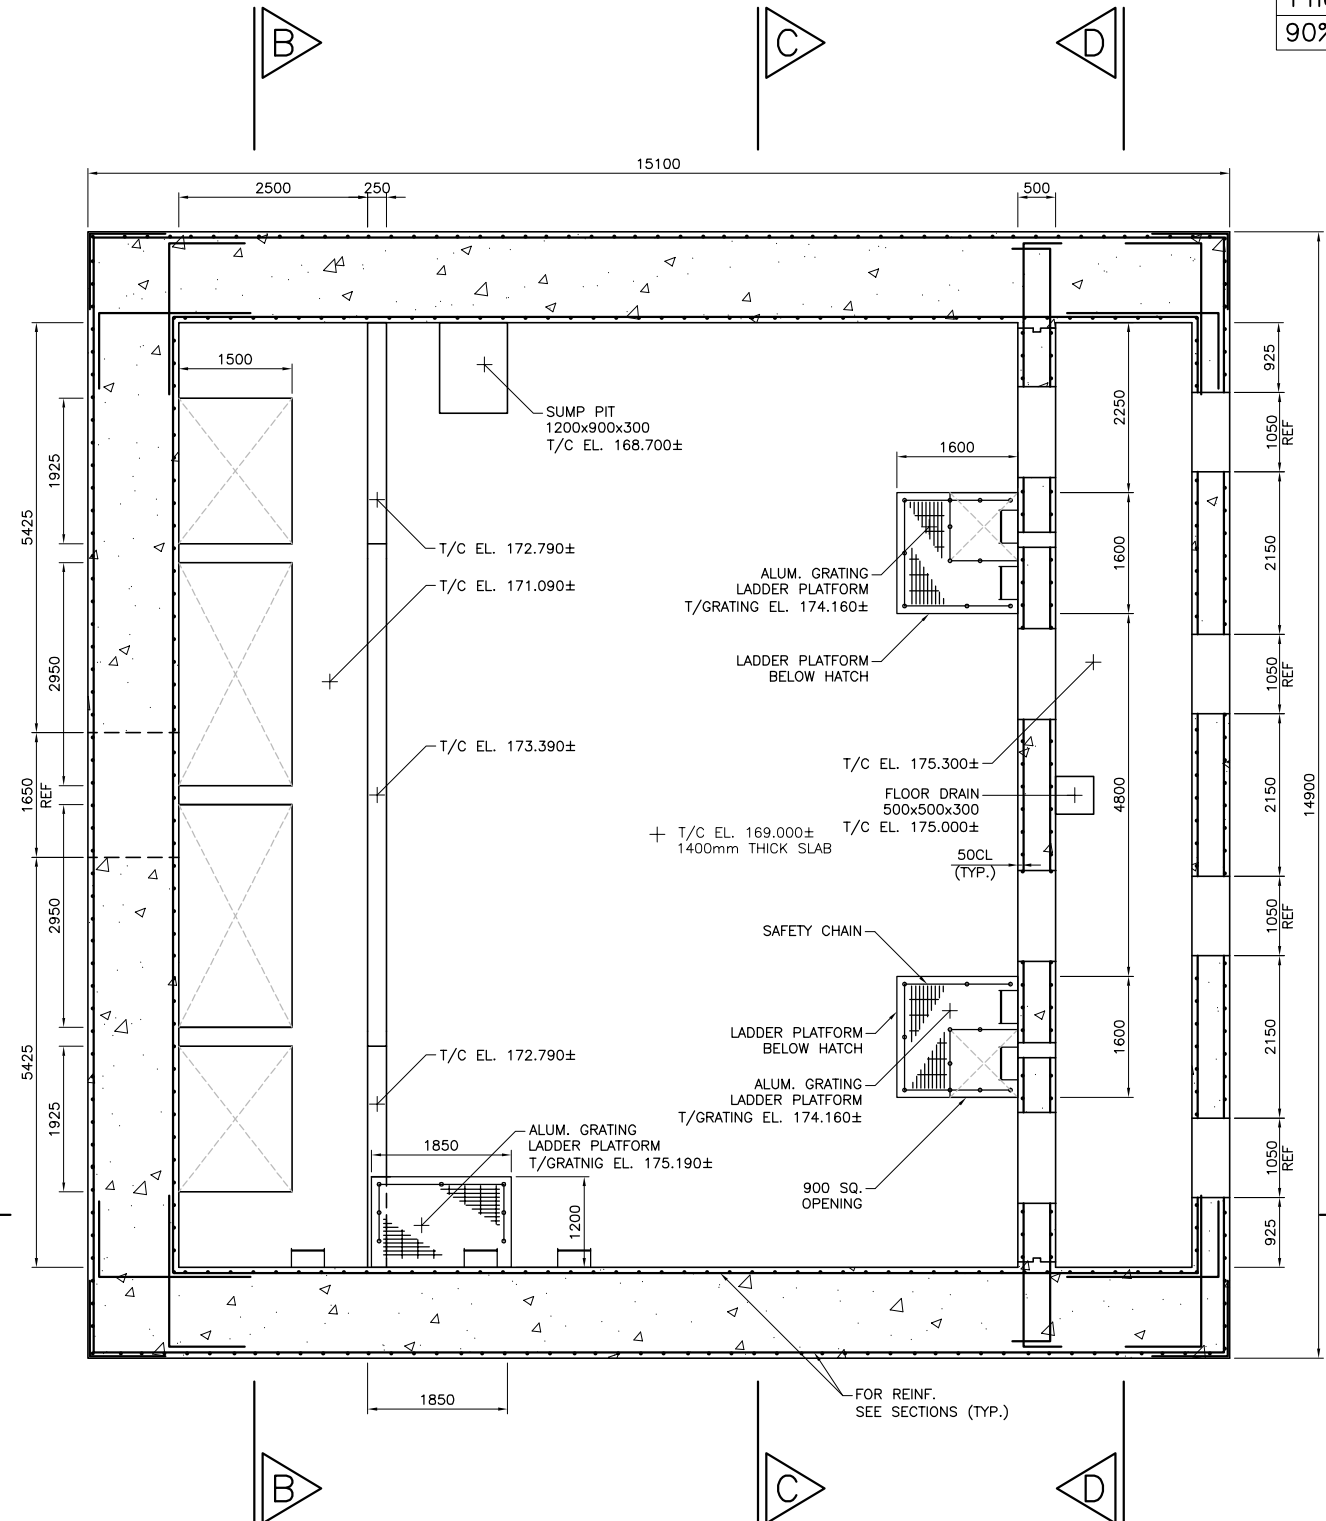 B
C
D
90%
15100
2500
250
500
1500
925
2250
1050
REF
SUMP PIT
1200x900x300
T/C EL. 168.700±
1600
1925
5425
T/C EL. 172.790±
T/C EL. 171.090±
ALUM. GRATING
LADDER PLATFORM
T/GRATING EL. 174.160±
1600
2150
LADDER PLATFORM
BELOW HATCH
2950
1050
REF
T/C EL. 173.390±
T/C EL. 175.300±
1650
REF
FLOOR DRAIN
500x500x300
T/C EL. 175.000±
4800
2150
14900
T/C EL. 169.000±
1400mm THICK SLAB
50CL
(TYP.)
2950
SAFETY CHAIN
1050
REF
LADDER PLATFORM
BELOW HATCH
1600
2150
5425
T/C EL. 172.790±
ALUM. GRATING
LADDER PLATFORM
T/GRATING EL. 174.160±
1925
ALUM. GRATING
LADDER PLATFORM
T/GRATNIG EL. 175.190±
1850
1050
REF
900 SQ.
OPENING
1200
925
1850
FOR REINF.
SEE SECTIONS (TYP.)
B
C
D